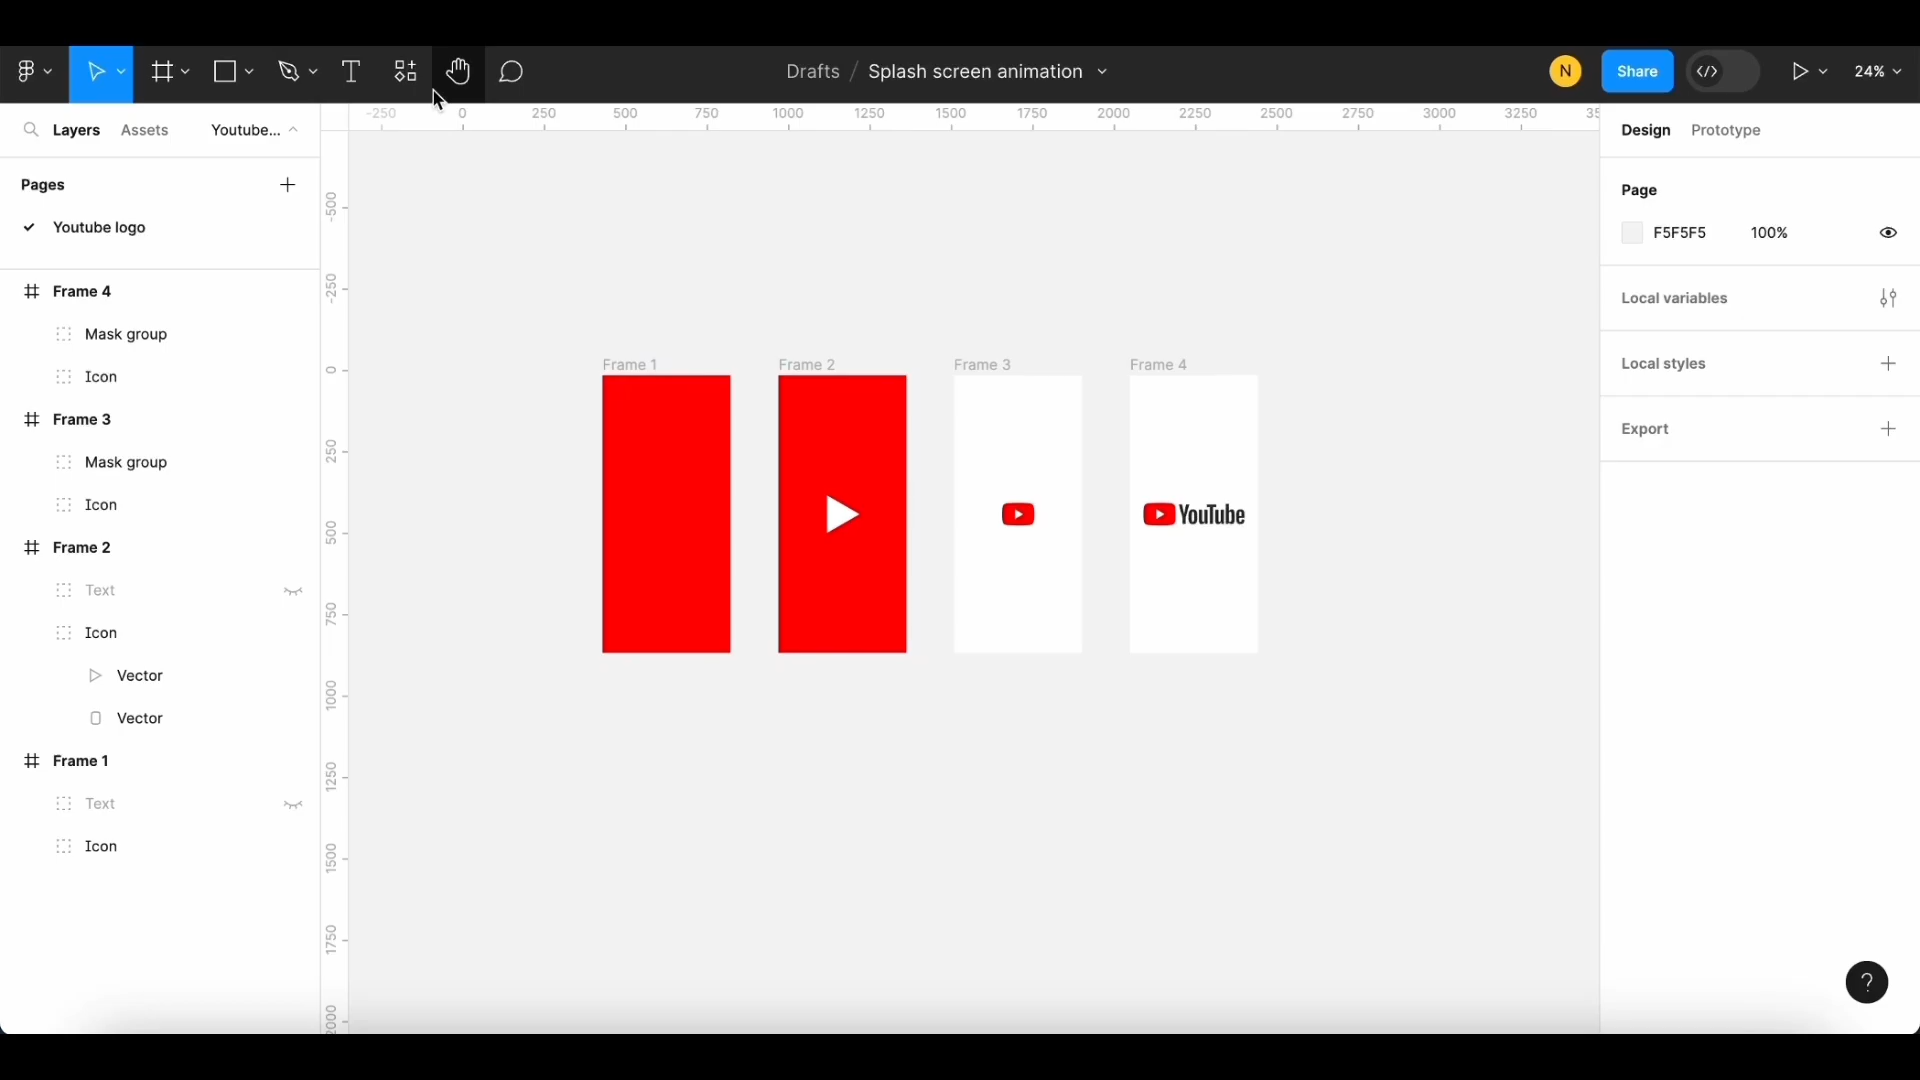 Drafts / Splash screen animation
N
Share
24%
Layers
Assets
Youtube...
Pages
Youtube logo
Frame 4
Mask group
Icon
Frame 3
Mask group
Icon
Frame 2
Text
Icon
Vector
Vector
Frame 1
Text
Icon
-250 0 250 500 750 1000 1250 1500 1750 2000 2250 2500 2750 3000 3250 35
-500
-250
0
250
500
750
1000
1250
1500
1750
2000
Frame 1
Frame 2
Frame 3
Frame 4
YouTube
Design
Prototype
Page
F5F5F5 100%
Local variables
Local styles
Export
?